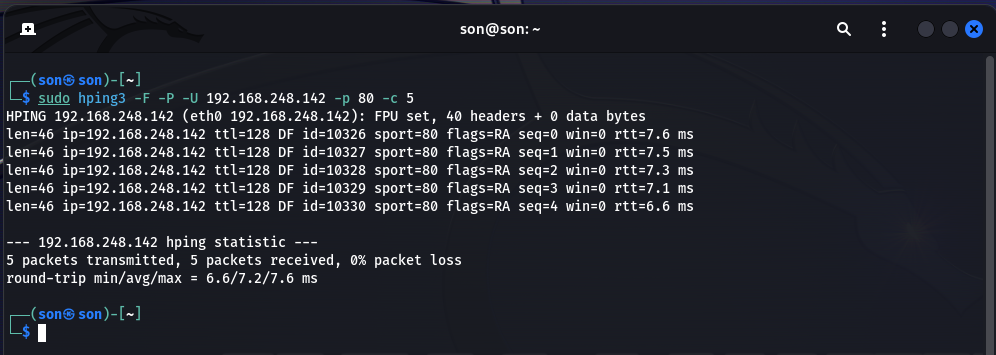 son@son: ~
┌──(son㉿son)-[~]
└─$ sudo hping3 -F -P -U 192.168.248.142 -p 80 -c 5
HPING 192.168.248.142 (eth0 192.168.248.142): FPU set, 40 headers + 0 data bytes
len=46 ip=192.168.248.142 ttl=128 DF id=10326 sport=80 flags=RA seq=0 win=0 rtt=7.6 ms
len=46 ip=192.168.248.142 ttl=128 DF id=10327 sport=80 flags=RA seq=1 win=0 rtt=7.5 ms
len=46 ip=192.168.248.142 ttl=128 DF id=10328 sport=80 flags=RA seq=2 win=0 rtt=7.3 ms
len=46 ip=192.168.248.142 ttl=128 DF id=10329 sport=80 flags=RA seq=3 win=0 rtt=7.1 ms
len=46 ip=192.168.248.142 ttl=128 DF id=10330 sport=80 flags=RA seq=4 win=0 rtt=6.6 ms
--- 192.168.248.142 hping statistic ---
5 packets transmitted, 5 packets received, 0% packet loss
round-trip min/avg/max = 6.6/7.2/7.6 ms
┌──(son㉿son)-[~]
└─$